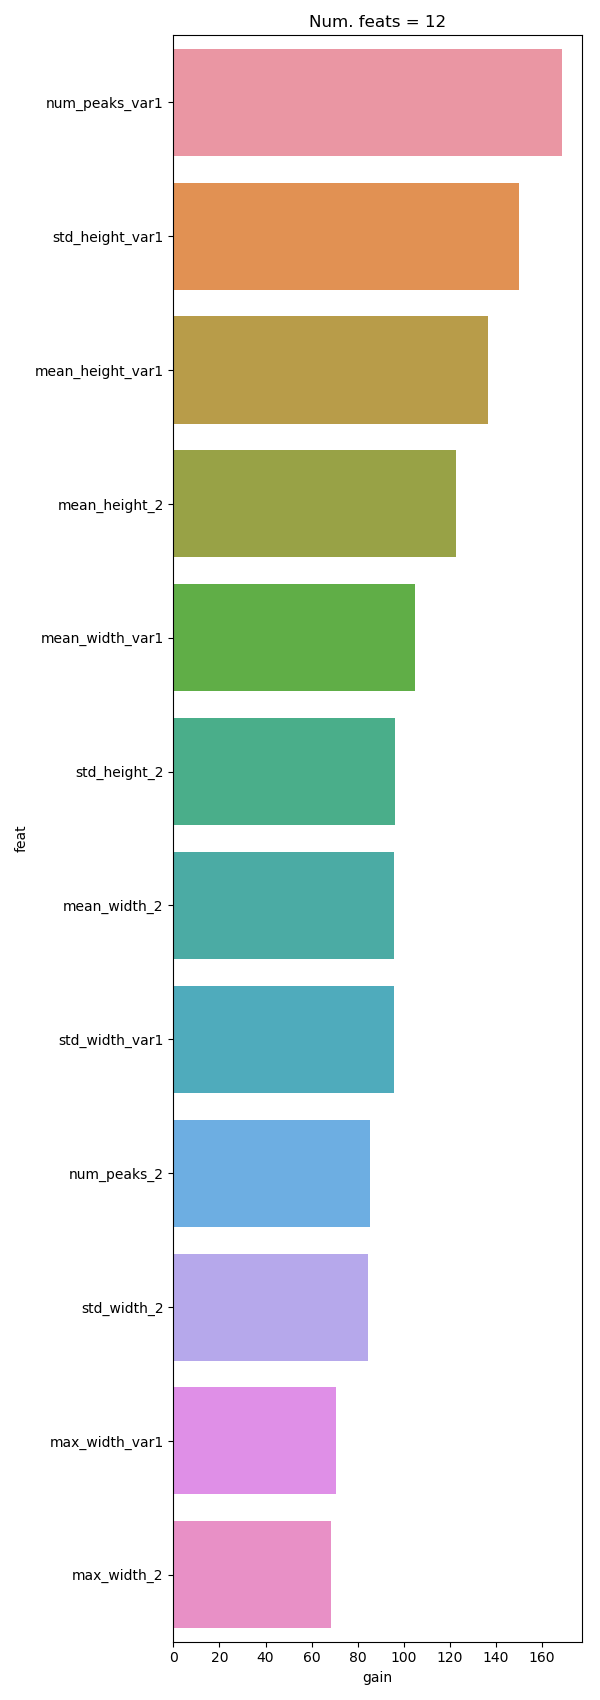 Num. feats = 12
num_peaks_var1
std_height_var1
mean_height_var1
mean_height_2
mean_width_var1
std_height_2
feat
mean_width_2
std_width_var1
num_peaks_2
std_width_2
max_width_var1
max_width_2
0 20 40 60 80 100 120 140 160
gain